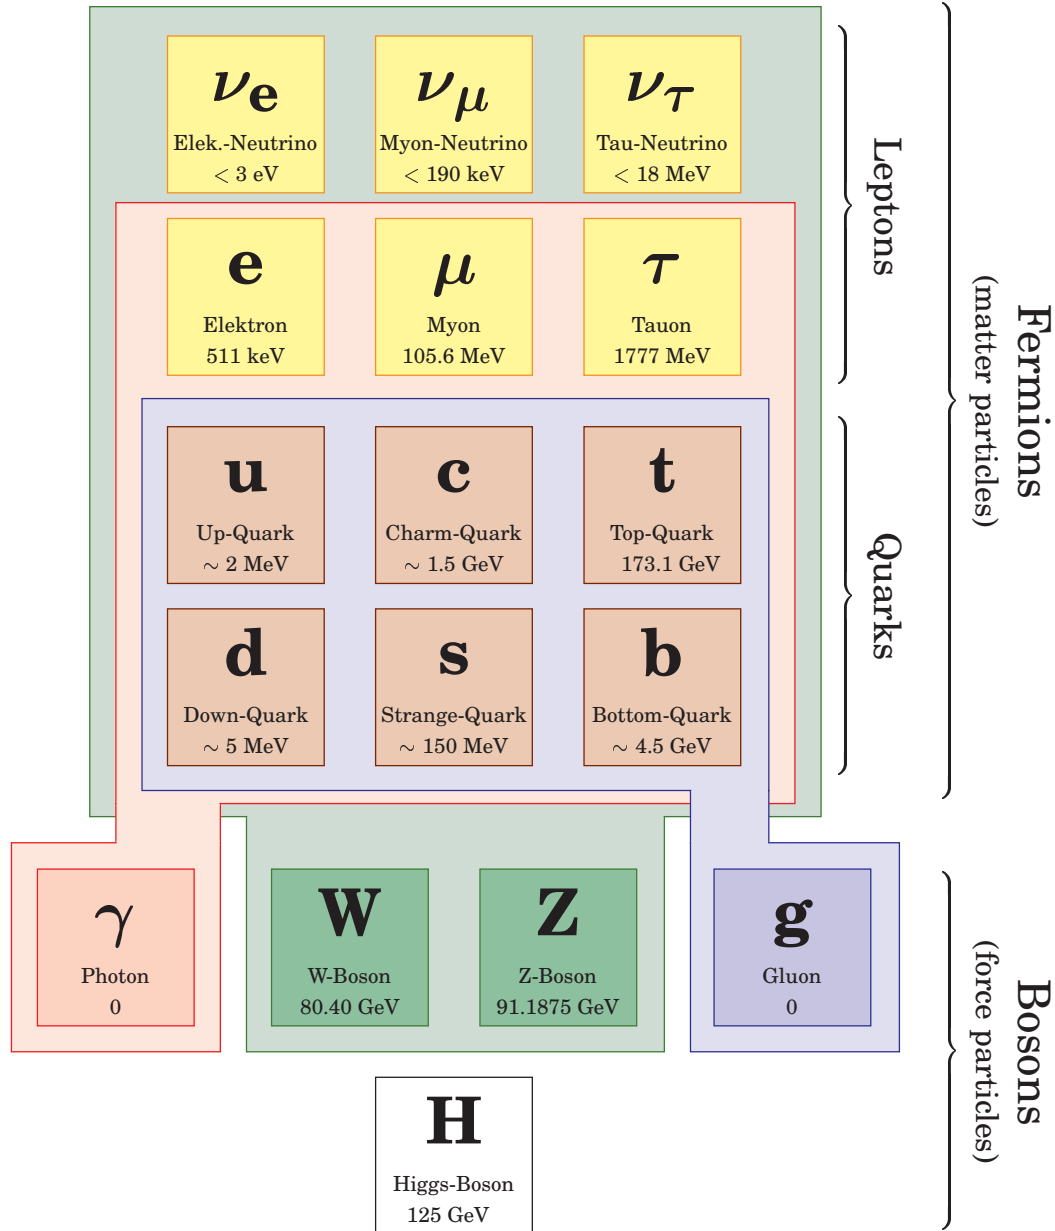 νe νμ ντ
Elek.-Neutrino Myon-Neutrino Tau-Neutrino
< 3 eV < 190 keV < 18 MeV
e μ τ
Elektron Myon Tauon
511 keV 105.6 MeV 1777 MeV
Leptons
u c t
Up-Quark Charm-Quark Top-Quark
∼ 2 MeV ∼ 1.5 GeV 173.1 GeV
d s b
Down-Quark Strange-Quark Bottom-Quark
∼ 5 MeV ∼ 150 MeV ∼ 4.5 GeV
Quarks
Fermions
(matter particles)
γ W Z g
Photon W-Boson Z-Boson Gluon
0 80.40 GeV 91.1875 GeV 0
H
Higgs-Boson
125 GeV
Bosons
(force particles)